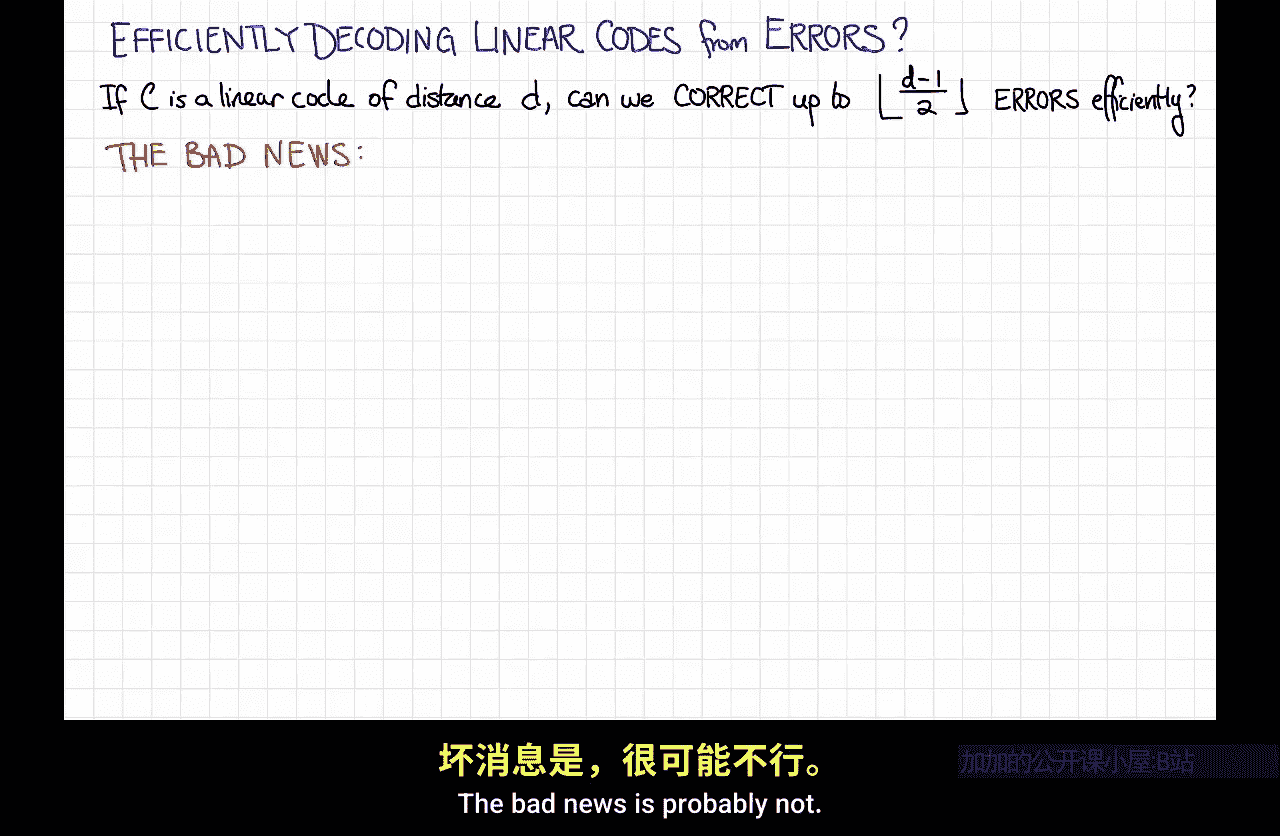 EFFICIENTLY DECODING LINEAR CODES from ERRORS?
If C is a linear code of distance d, can we CORRECT up to ⌊(d-1)/2⌋ ERRORS efficiently?
THE BAD NEWS:
坏消息是，很可能不行。
加加的公开课小屋:B站
The bad news is probably not.